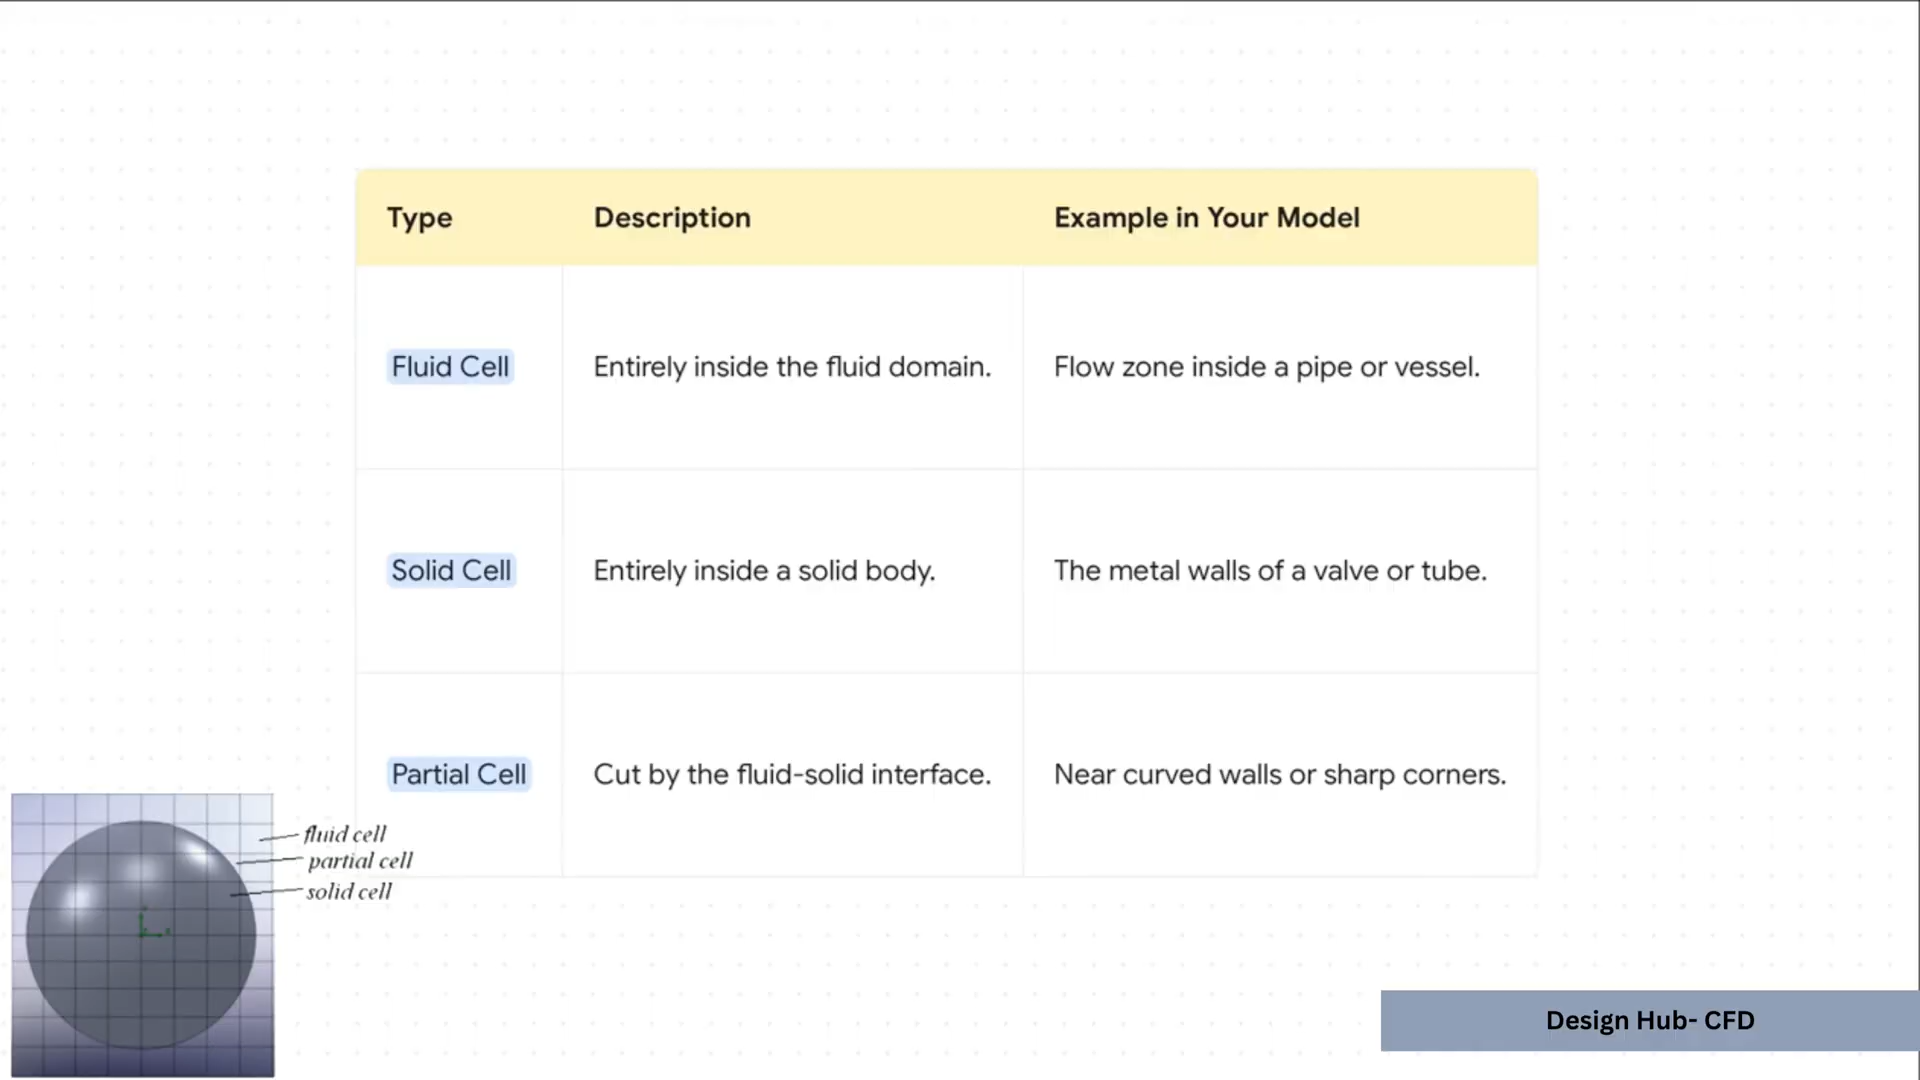 Type Description Example in Your Model
Fluid Cell Entirely inside the fluid domain. Flow zone inside a pipe or vessel.
Solid Cell Entirely inside a solid body. The metal walls of a valve or tube.
Partial Cell Cut by the fluid-solid interface. Near curved walls or sharp corners.
fluid cell
partial cell
solid cell
Design Hub- CFD